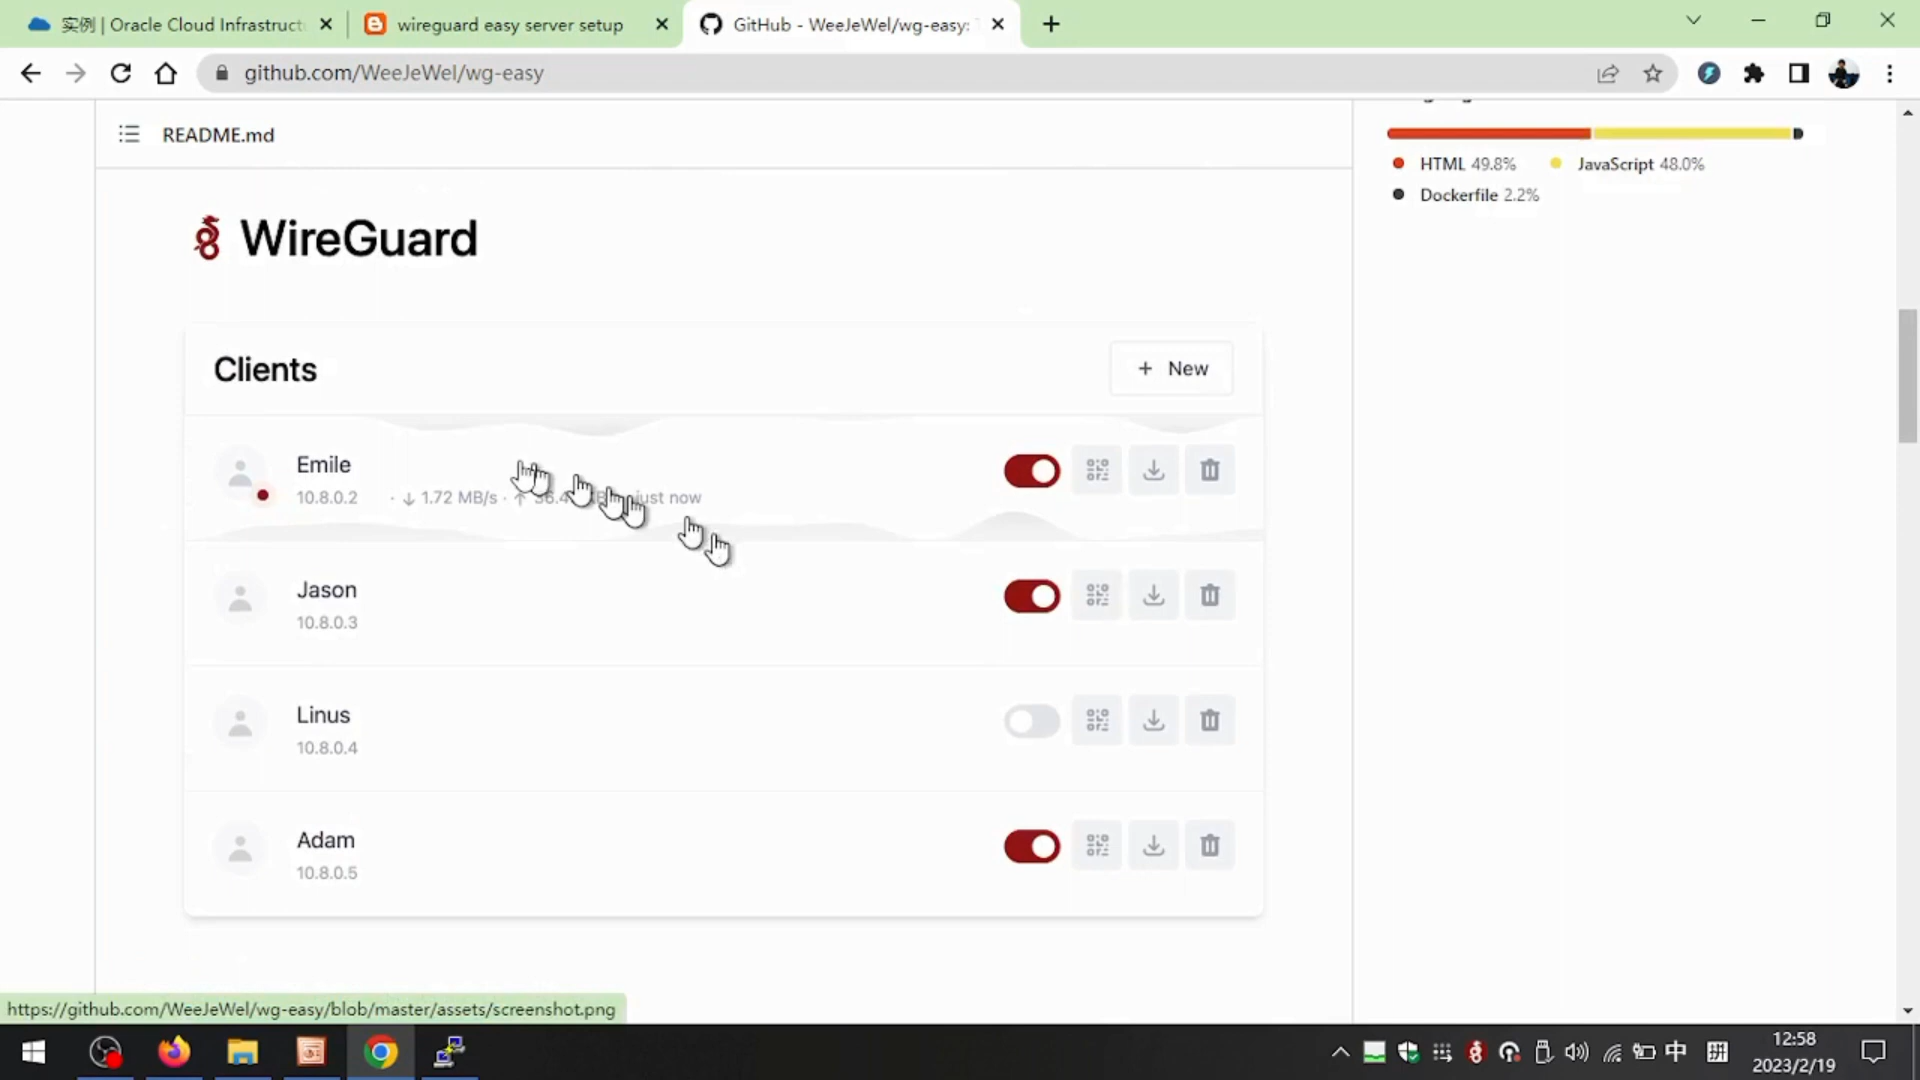 实例 | Oracle Cloud Infrastruct
wireguard easy server setup
GitHub - WeeJeWel/wg-easy:
github.com/WeeJeWel/wg-easy
README.md
HTML 49.8%
JavaScript 48.0%
Dockerfile 2.2%
WireGuard
Clients
+ New
Emile
10.8.0.2 · ↓ 1.72 MB/s · ↑ just now
Jason
10.8.0.3
Linus
10.8.0.4
Adam
10.8.0.5
https://github.com/WeeJeWel/wg-easy/blob/master/assets/screenshot.png
中
拼
12:58
2023/2/19